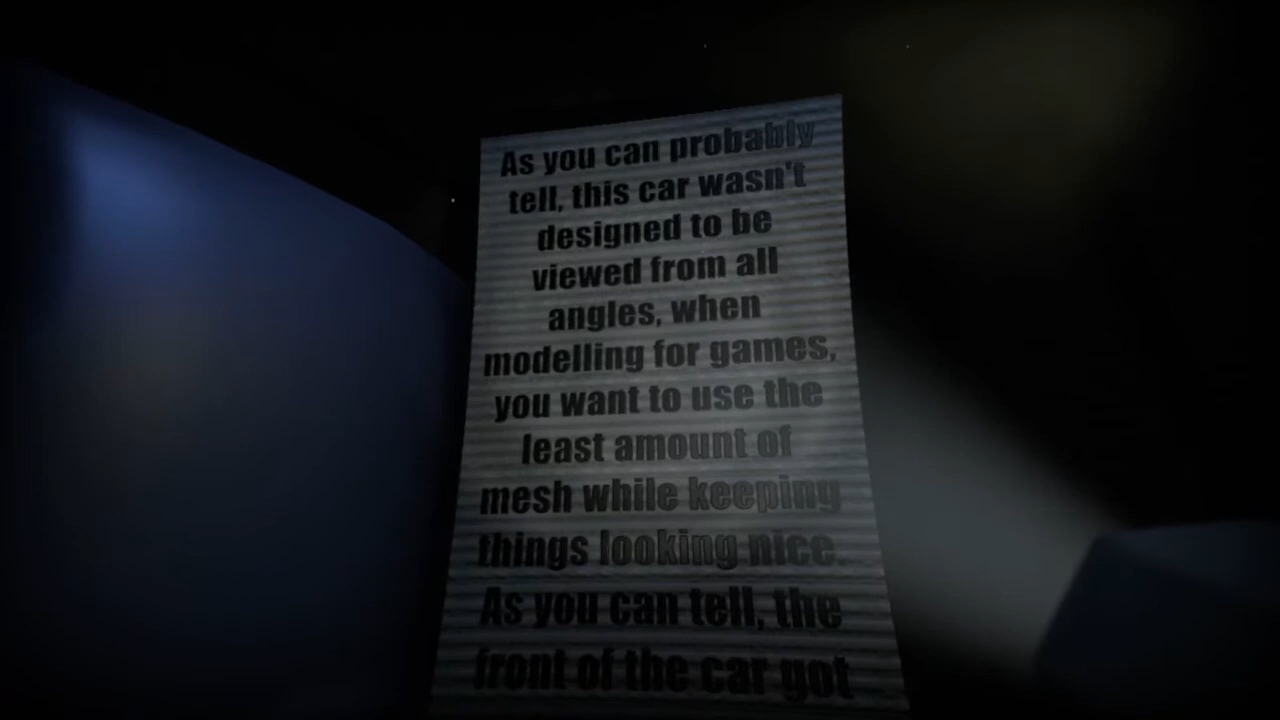 As you can probably
tell, this car wasn't
designed to be
viewed from all
angles, when
modelling for games,
you want to use the
least amount of
mesh while keeping
things looking nice.
As you can tell, the
front of the car got